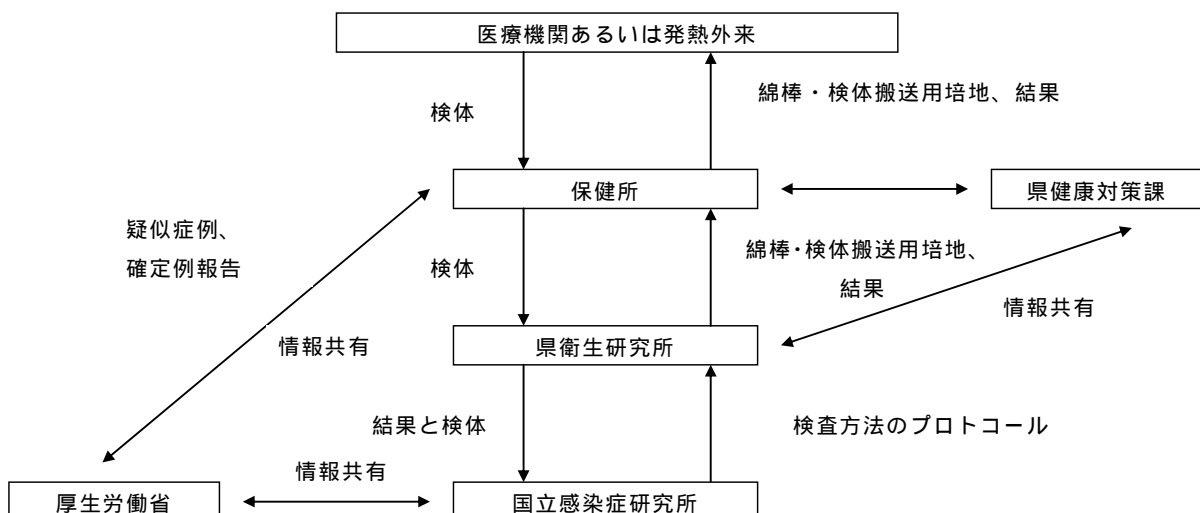 医療機関あるいは発熱外来
検体
綿棒・検体搬送用培地、結果
保健所
県健康対策課
疑似症例、
確定例報告
検体
綿棒・検体搬送用培地、
結果
情報共有
情報共有
県衛生研究所
結果と検体
検査方法のプロトコール
情報共有
厚生労働省
国立感染症研究所